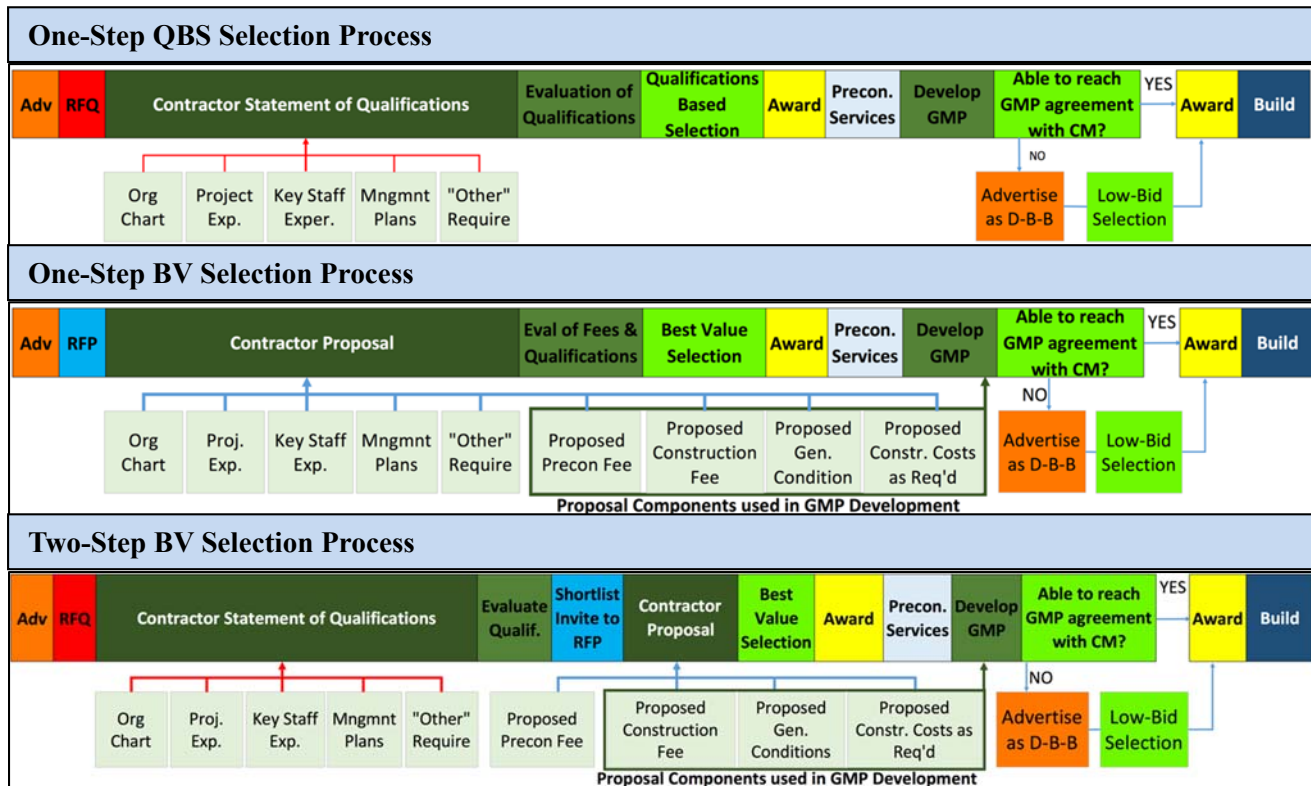 One-Step QBS Selection Process
Adv
RFQ
Contractor Statement of Qualifications
Evaluation of
Qualifications
Qualifications
Based
Selection
Award
Precon.
Services
Develop
GMP
Able to reach
GMP agreement
with CM?
YES
Award
Build
NO
Org
Chart
Project
Exp.
Key Staff
Exper.
Mngmnt
Plans
"Other"
Require
Advertise
as D-B-B
Low-Bid
Selection
One-Step BV Selection Process
Adv
RFP
Contractor Proposal
Eval of Fees &
Qualifications
Best Value
Selection
Award
Precon.
Services
Develop
GMP
Able to reach
GMP agreement
with CM?
YES
Award
Build
NO
Org
Chart
Proj.
Exp.
Key Staff
Exp.
Mngmnt
Plans
"Other"
Require
Proposed
Precon Fee
Proposed
Construction
Fee
Proposed
Gen.
Condition
Proposed
Constr. Costs
as Req'd
Advertise
as D-B-B
Low-Bid
Selection
Proposal Components used in GMP Development
Two-Step BV Selection Process
Adv
RFQ
Contractor Statement of Qualifications
Evaluate
Qualif.
Shortlist
Invite to
RFP
Contractor
Proposal
Best
Value
Selection
Award
Precon.
Services
Develop
GMP
Able to reach
GMP agreement
with CM?
YES
Award
Build
NO
Org
Chart
Proj.
Exp.
Key Staff
Exp.
Mngmnt
Plans
"Other"
Require
Proposed
Precon Fee
Proposed
Construction
Fee
Proposed
Gen.
Conditions
Proposed
Constr. Costs as
Req'd
Advertise
as D-B-B
Low-Bid
Selection
Proposal Components used in GMP Development